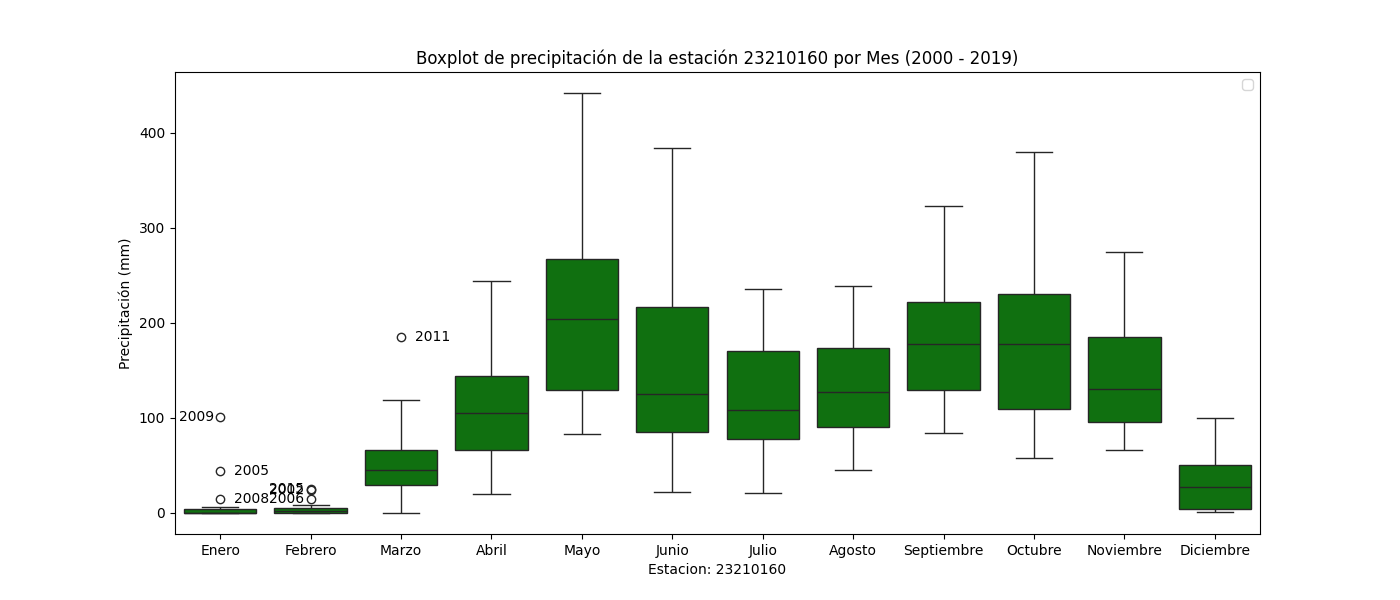 Boxplot de precipitación de la estación 23210160 por Mes (2000 - 2019)
Precipitación (mm)
400
300
200
100
0
2011
2009
2005
2015
2008
2006
Enero Febrero Marzo Abril Mayo Junio Julio Agosto Septiembre Octubre Noviembre Diciembre
Estacion: 23210160